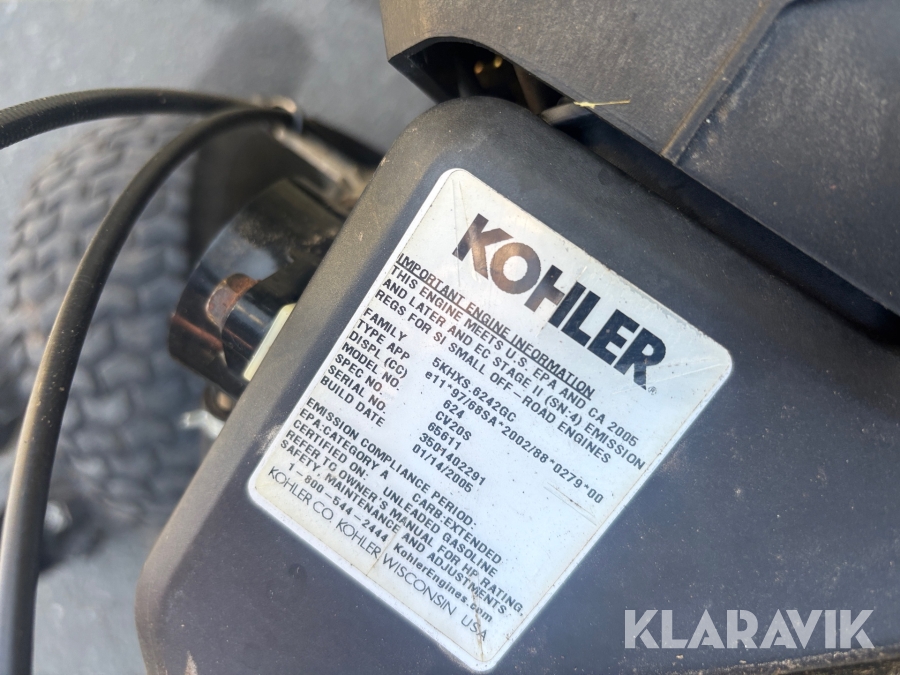 KOHLER®
IMPORTANT ENGINE INFORMATION
THIS ENGINE MEETS U.S. EPA AND CA 2005
AND LATER AND EC STAGE II (SN:4) EMISSION
REGS FOR SI SMALL OFF-ROAD ENGINES
FAMILY 5KHXS.6242GC
TYPE APP e11*97/68SA*2002/88*0279*00
DISPL (CC) 624
MODEL NO. CV20S
SPEC NO. 65611
SERIAL NO. 3501402291
BUILD DATE 01/14/2005
EMISSION COMPLIANCE PERIOD:
EPA:CATEGORY A CARB:EXTENDED
CERTIFIED ON: UNLEADED GASOLINE
REFER TO OWNER'S MANUAL FOR HP RATING,
SAFETY, MAINTENANCE AND ADJUSTMENTS
1-800-544-2444 KohlerEngines.com
KOHLER CO. KOHLER WISCONSIN USA
KLARAVIK